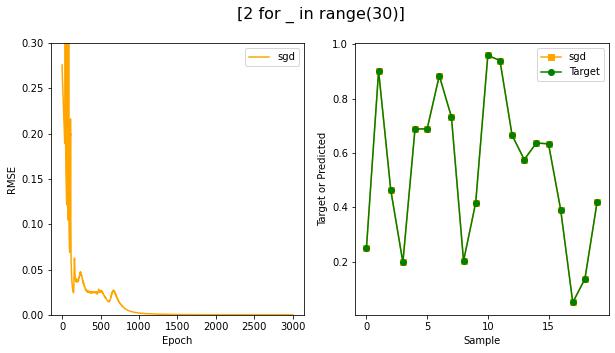 [2 for _ in range(30)]
0.30
0.25
0.20
0.15
0.10
0.05
0.00
RMSE
0 500 1000 1500 2000 2500 3000
Epoch
sgd
1.0
0.8
0.6
0.4
0.2
Target or Predicted
0 5 10 15
Sample
sgd
Target